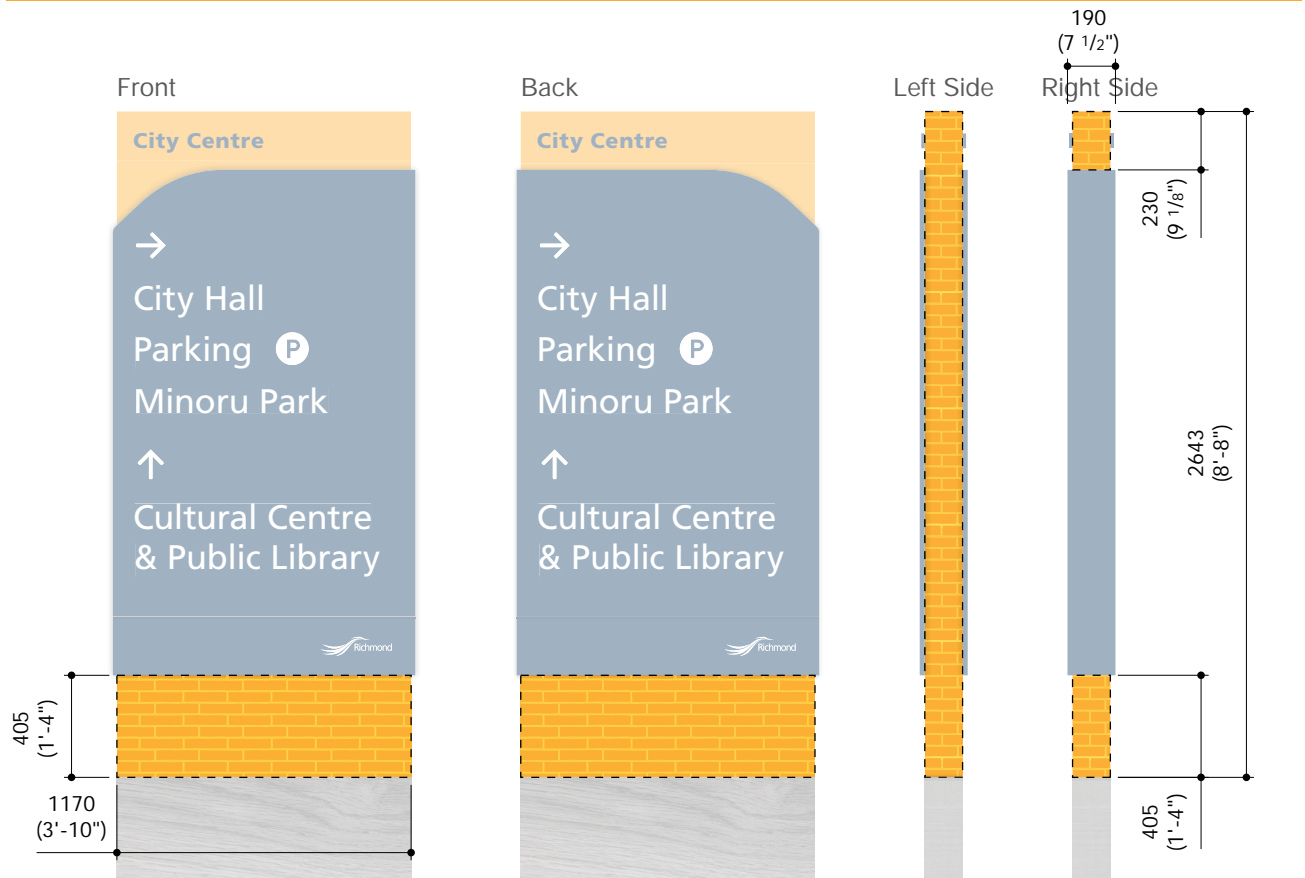 190
(7 1/2")
Front
Back
Left Side
Right Side
City Centre
→
City Hall
Parking P
Minoru Park
↑
Cultural Centre
& Public Library
Richmond
City Centre
→
City Hall
Parking P
Minoru Park
↑
Cultural Centre
& Public Library
Richmond
230
(9 1/8")
2643
(8'-8")
405
(1'-4")
1170
(3'-10")
405
(1'-4")